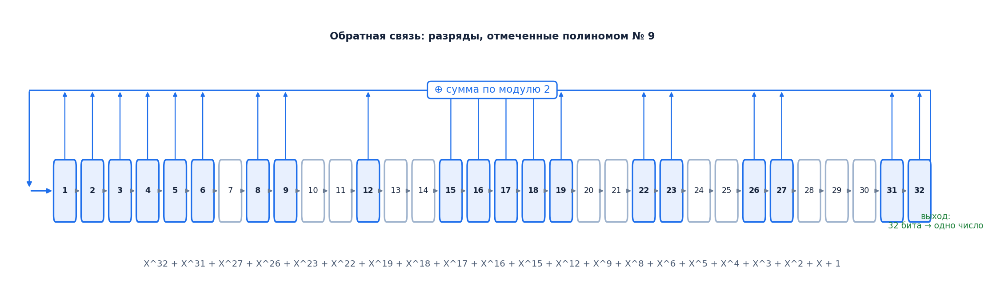 Обратная связь: разряды, отмеченные полиномом № 9
⊕ сумма по модулю 2
1 2 3 4 5 6 7 8 9 10 11 12 13 14 15 16 17 18 19 20 21 22 23 24 25 26 27 28 29 30 31 32
выход:
32 бита → одно число
X^32 + X^31 + X^27 + X^26 + X^23 + X^22 + X^19 + X^18 + X^17 + X^16 + X^15 + X^12 + X^9 + X^8 + X^6 + X^5 + X^4 + X^3 + X^2 + X + 1